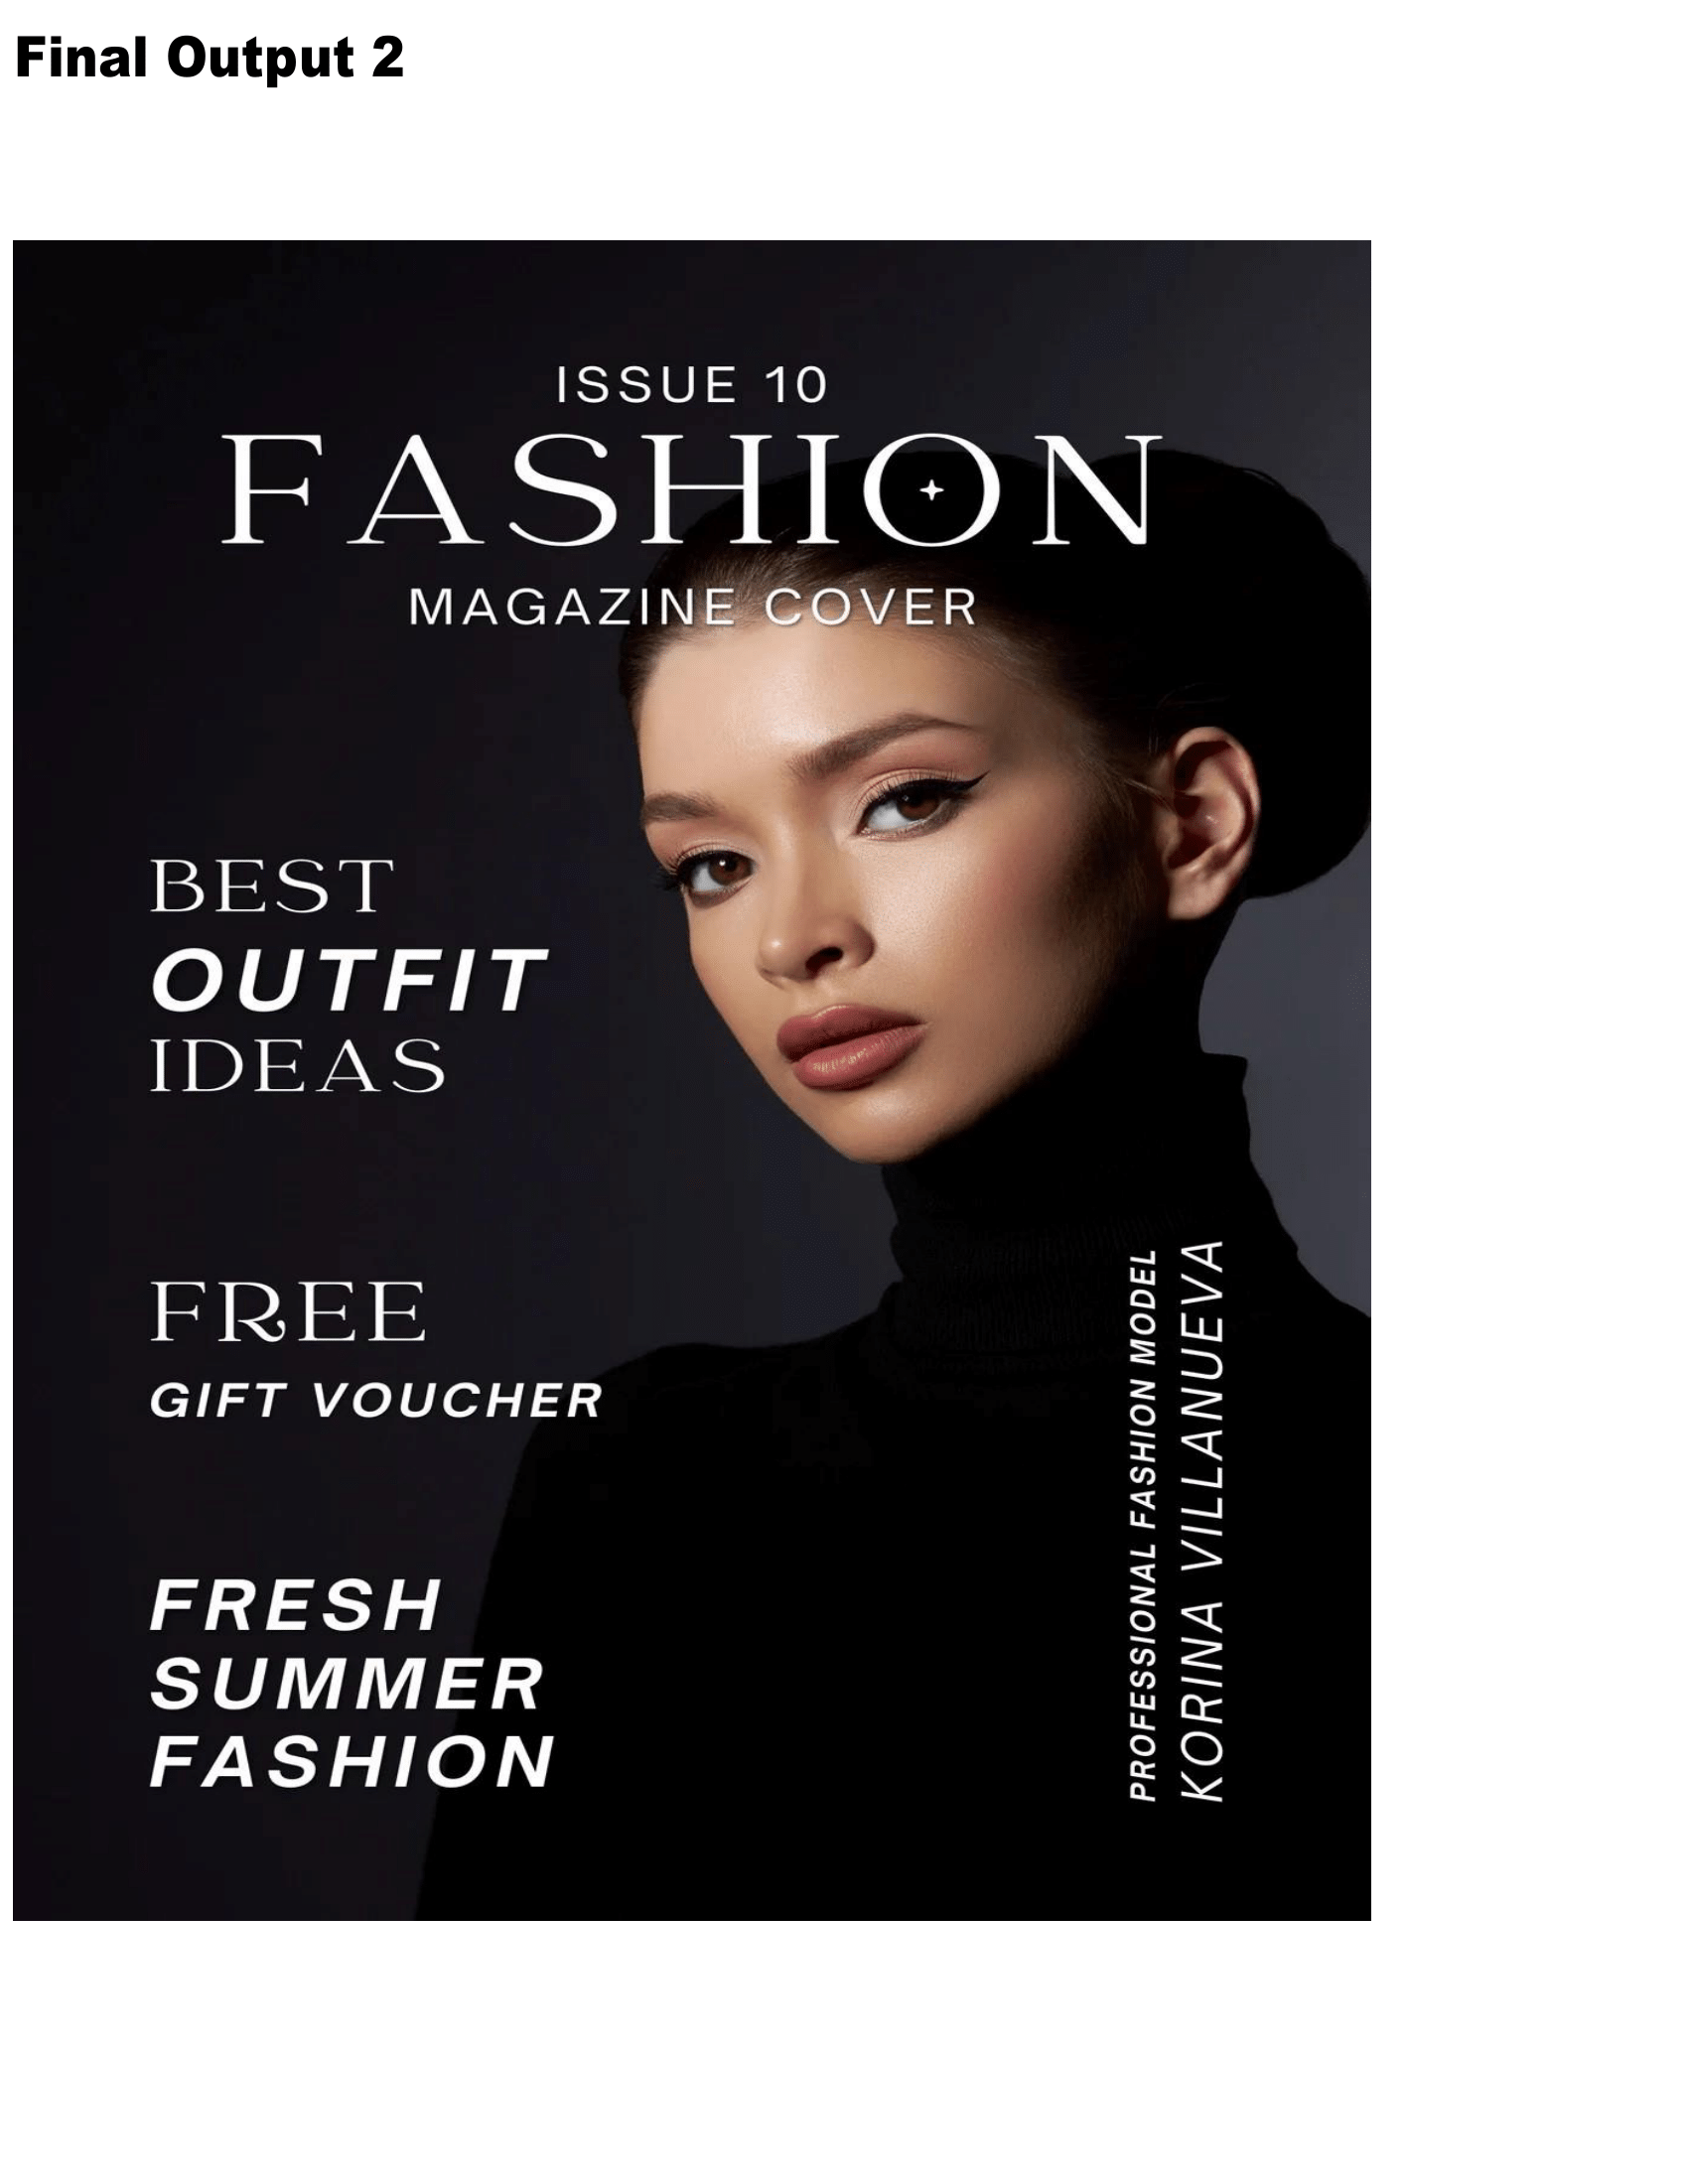 Final Output 2
ISSUE 10
FASHION
MAGAZINE COVER
BEST
OUTFIT
IDEAS
FREE
GIFT VOUCHER
FRESH
SUMMER
FASHION
PROFESSIONAL FASHION MODEL
KORINA VILLANUEVA